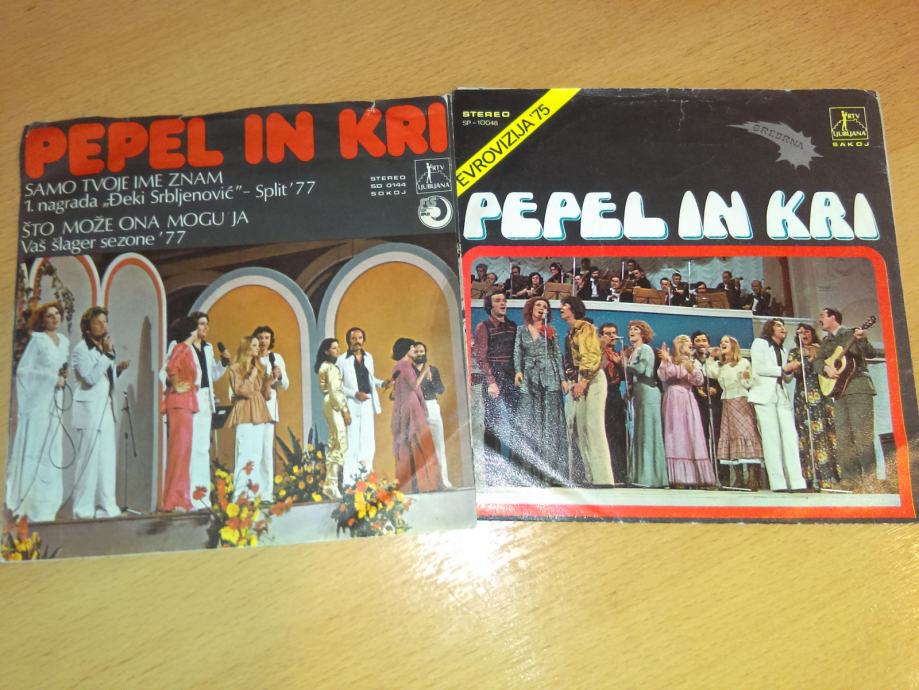 PEPEL IN KRI
SAMO TVOJE IME ZNAM
1. nagrada „Đeki Srbljenović"- Split '77
ŠTO MOŽE ONA MOGU JA
Vaš šlager sezone '77
STEREO
SD 0144
SOKOJ
RTV
LJUBLJANA
STEREO
SP-10048
EVROVIZIJA '75
SREBRNA
RTV
LJUBLJANA
SAKOJ
PEPEL IN KRI